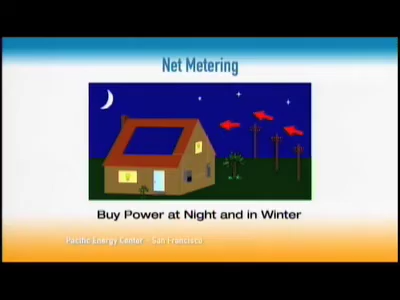 Net Metering
Buy Power at Night and in Winter
Pacific Energy Center - San Francisco